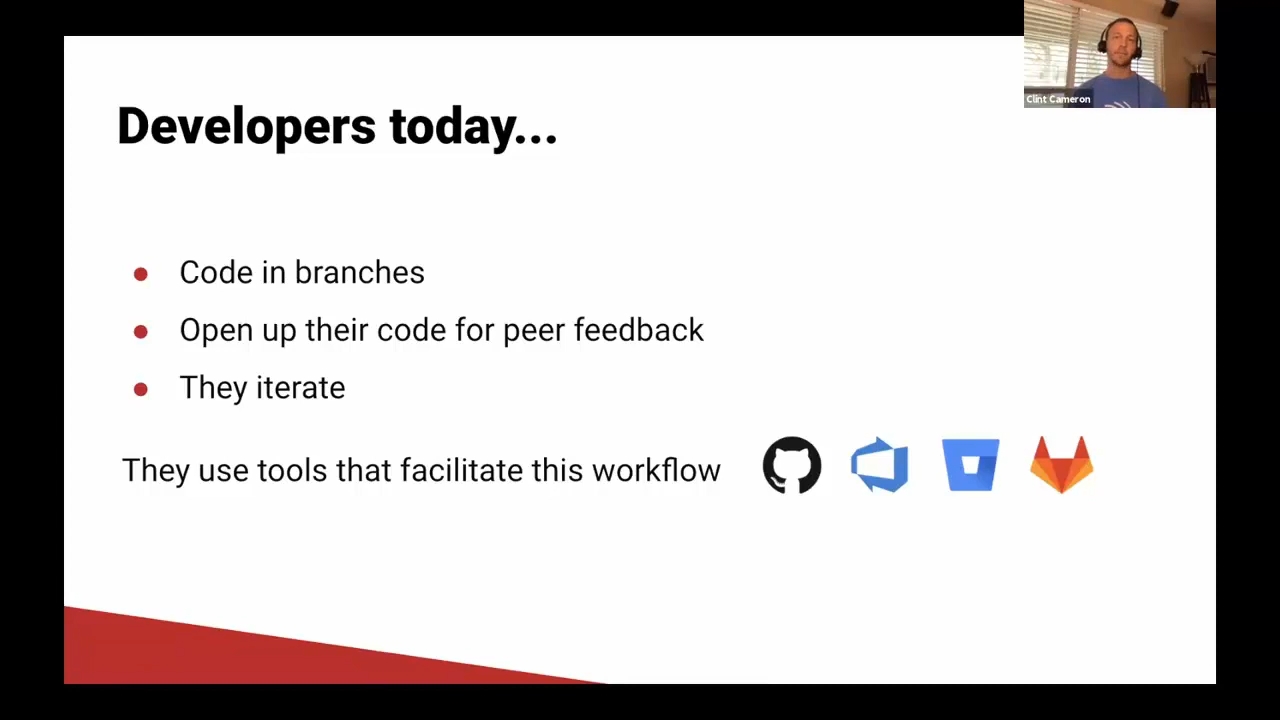 Clint Cameron
Developers today...
Code in branches
Open up their code for peer feedback
They iterate
They use tools that facilitate this workflow